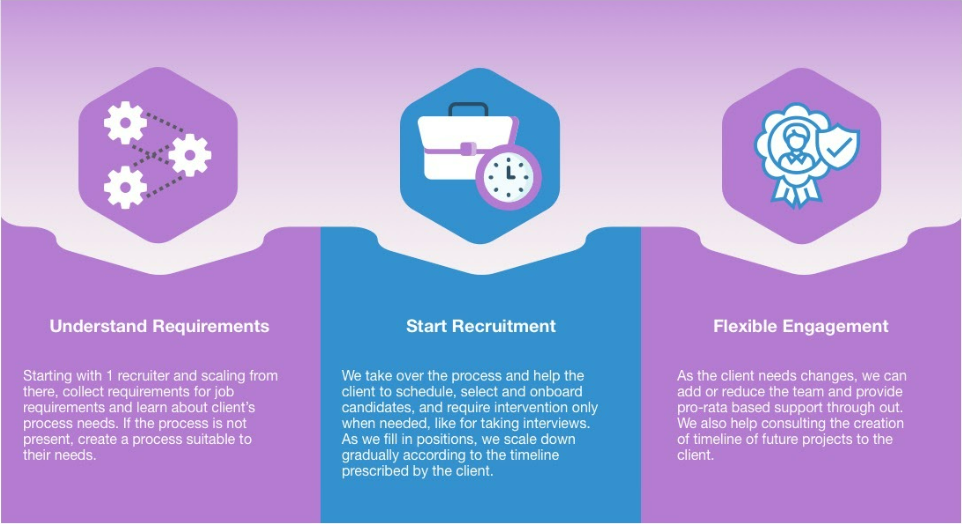 Understand Requirements
Starting with 1 recruiter and scaling from
there, collect requirements for job
requirements and learn about client's
process needs. If the process is not
present, create a process suitable to
their needs.
Start Recruitment
We take over the process and help the
client to schedule, select and onboard
candidates, and require intervention only
when needed, like for taking interviews.
As we fill in positions, we scale down
gradually according to the timeline
prescribed by the client.
Flexible Engagement
As the client needs changes, we can
add or reduce the team and provide
pro-rata based support through out.
We also help consulting the creation
of timeline of future projects to the
client.